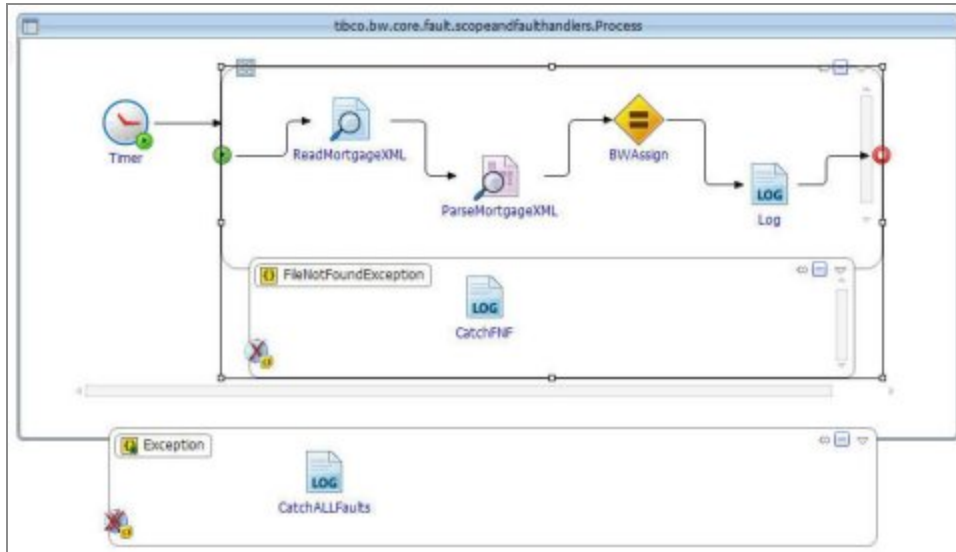 tibco.bw.core.fault.scopeandfaulthandlers.Process
Timer
ReadMortgageXML
ParseMortgageXML
BWAssign
LOG
Log
FileNotFoundException
LOG
CatchFNF
Exception
LOG
CatchALLFaults